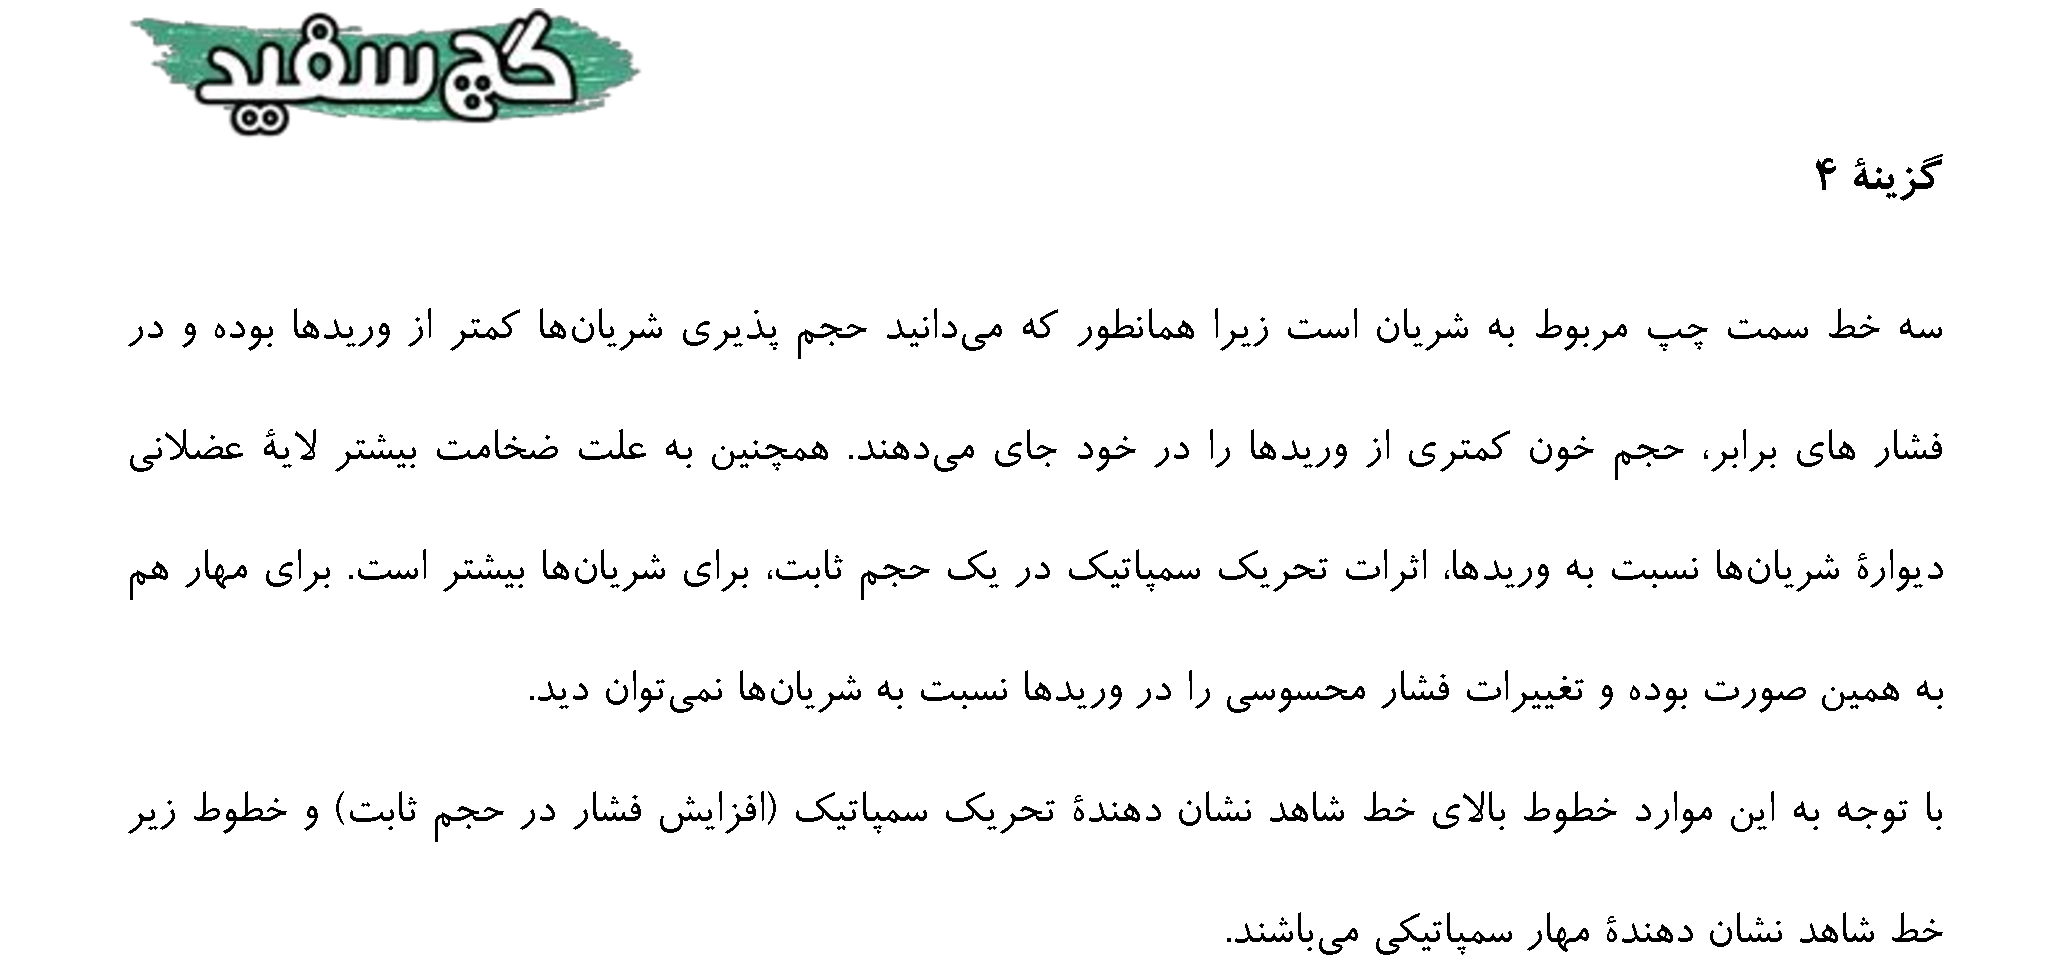 گچ سفید
گزینهٔ ۴
سه خط سمت چپ مربوط به شریان است زیرا همانطور که می‌دانید حجم پذیری شریان‌ها کمتر از وریدها بوده و در
فشار های برابر، حجم خون کمتری از وریدها را در خود جای می‌دهند. همچنین به علت ضخامت بیشتر لایهٔ عضلانی
دیوارهٔ شریان‌ها نسبت به وریدها، اثرات تحریک سمپاتیک در یک حجم ثابت، برای شریان‌ها بیشتر است. برای مهار هم
به همین صورت بوده و تغییرات فشار محسوسی را در وریدها نسبت به شریان‌ها نمی‌توان دید.
با توجه به این موارد خطوط بالای خط شاهد نشان دهندهٔ تحریک سمپاتیک (افزایش فشار در حجم ثابت) و خطوط زیر
خط شاهد نشان دهندهٔ مهار سمپاتیکی می‌باشند.